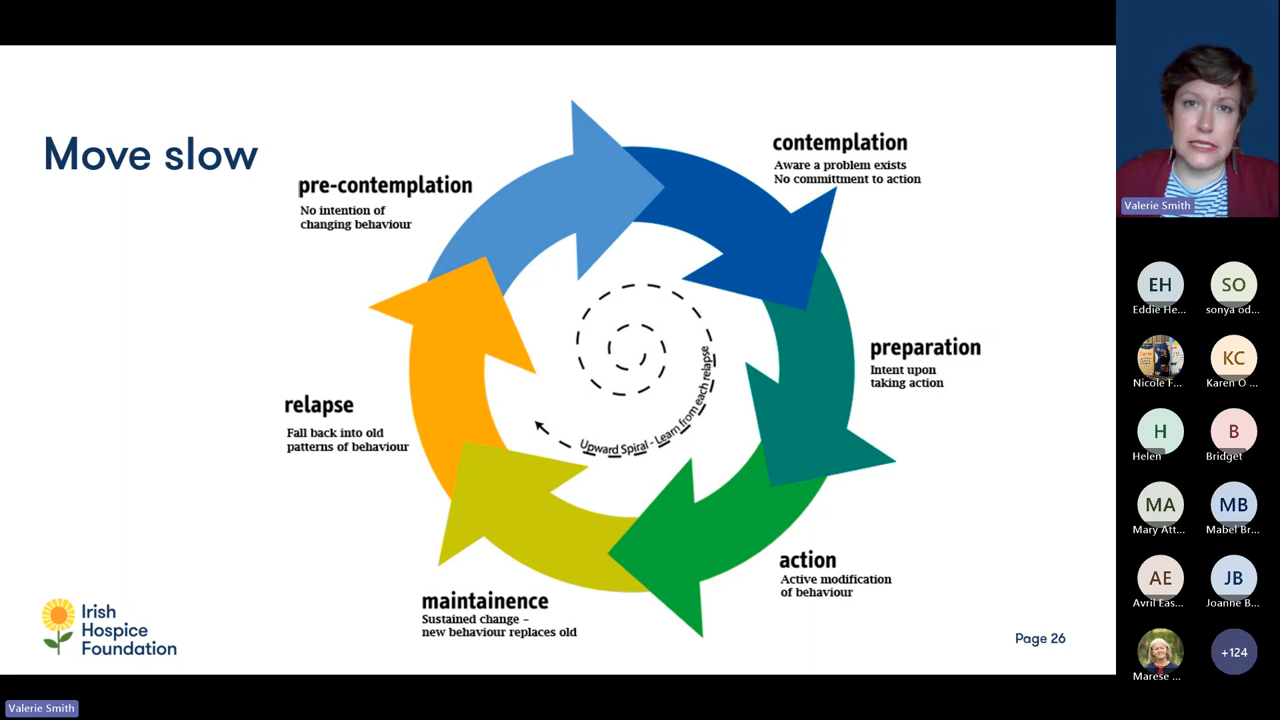 Move slow
pre-contemplation
No intention of
changing behaviour
contemplation
Aware a problem exists
No committment to action
preparation
Intent upon
taking action
relapse
Fall back into old
patterns of behaviour
Upward Spiral - Learn from each relapse
action
Active modification
of behaviour
maintainence
Sustained change –
new behaviour replaces old
Irish
Hospice
Foundation
Page 26
Valerie Smith
EH
Eddie He...
SO
sonya od...
Nicole F...
KC
Karen O ...
H
Helen
B
Bridget
MA
Mary Att...
MB
Mabel Br...
AE
Avril Eas...
JB
Joanne B...
Marese ...
+124
Valerie Smith